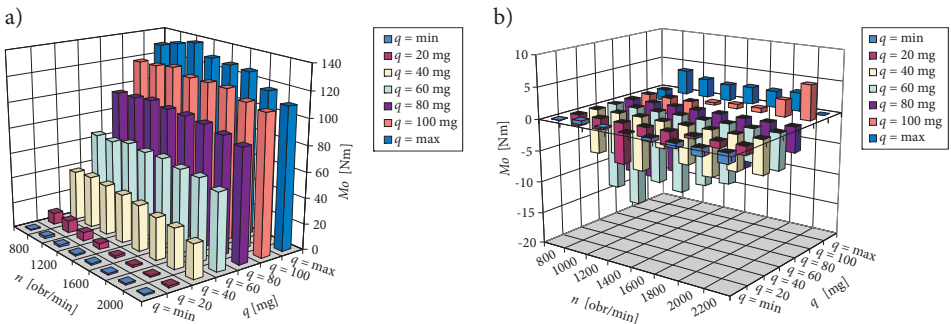 a)
140
120
100
80
60
40
20
0
Mo [Nm]
800
1200
1600
2000
n [obr/min]
q = min
q = 20
q = 40
q = 60
q = 80
q = 100
q = max
q [mg]
q = min
q = 20 mg
q = 40 mg
q = 60 mg
q = 80 mg
q = 100 mg
q = max
b)
10
5
0
-5
-10
-15
-20
Mo [Nm]
800
1000
1200
1400
1600
1800
2000
2200
n [obr/min]
q = min
q = 20
q = 40
q = 60
q = 80
q = 100
q = max
q [mg]
q = min
q = 20 mg
q = 40 mg
q = 60 mg
q = 80 mg
q = 100 mg
q = max